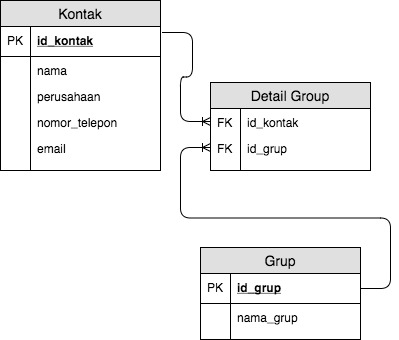 Kontak
PK id_kontak
nama
perusahaan
nomor_telepon
email
Detail Group
FK id_kontak
FK id_grup
Grup
PK id_grup
nama_grup